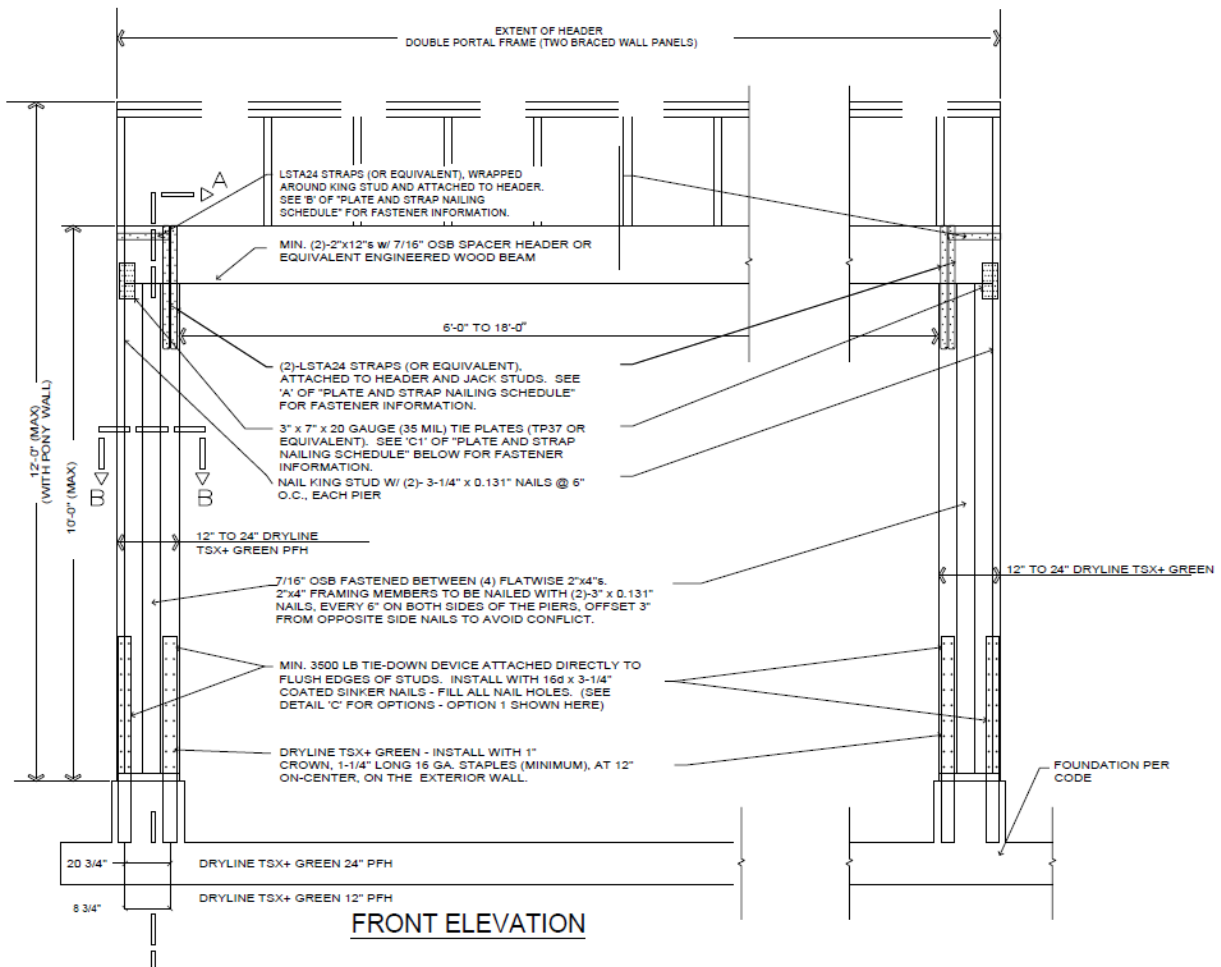 EXTENT OF HEADER
DOUBLE PORTAL FRAME (TWO BRACED WALL PANELS)
A
LSTA24 STRAPS (OR EQUIVALENT), WRAPPED
AROUND KING STUD AND ATTACHED TO HEADER.
SEE 'B' OF "PLATE AND STRAP NAILING
SCHEDULE" FOR FASTENER INFORMATION.
MIN. (2)-2"x12"s w/ 7/16" OSB SPACER HEADER OR
EQUIVALENT ENGINEERED WOOD BEAM
6'-0" TO 18'-0"
(2)-LSTA24 STRAPS (OR EQUIVALENT),
ATTACHED TO HEADER AND JACK STUDS. SEE
'A' OF "PLATE AND STRAP NAILING SCHEDULE"
FOR FASTENER INFORMATION.
12'-0" (MAX)
(WITH PONY WALL)
10'-0" (MAX)
3" x 7" x 20 GAUGE (35 MIL) TIE PLATES (TP37 OR
EQUIVALENT). SEE 'C1' OF "PLATE AND STRAP
NAILING SCHEDULE" BELOW FOR FASTENER
INFORMATION.
B
B
NAIL KING STUD W/ (2)- 3-1/4" x 0.131" NAILS @ 6"
O.C., EACH PIER
12" TO 24" DRYLINE
TSX+ GREEN PFH
12" TO 24" DRYLINE TSX+ GREEN
7/16" OSB FASTENED BETWEEN (4) FLATWISE 2"x4"s.
2"x4" FRAMING MEMBERS TO BE NAILED WITH (2)-3" x 0.131"
NAILS, EVERY 6" ON BOTH SIDES OF THE PIERS, OFFSET 3"
FROM OPPOSITE SIDE NAILS TO AVOID CONFLICT.
MIN. 3500 LB TIE-DOWN DEVICE ATTACHED DIRECTLY TO
FLUSH EDGES OF STUDS. INSTALL WITH 16d x 3-1/4"
COATED SINKER NAILS - FILL ALL NAIL HOLES. (SEE
DETAIL 'C' FOR OPTIONS - OPTION 1 SHOWN HERE)
DRYLINE TSX+ GREEN - INSTALL WITH 1"
CROWN, 1-1/4" LONG 16 GA. STAPLES (MINIMUM), AT 12"
ON-CENTER, ON THE EXTERIOR WALL.
FOUNDATION PER
CODE
20 3/4"
DRYLINE TSX+ GREEN 24" PFH
8 3/4"
DRYLINE TSX+ GREEN 12" PFH
FRONT ELEVATION